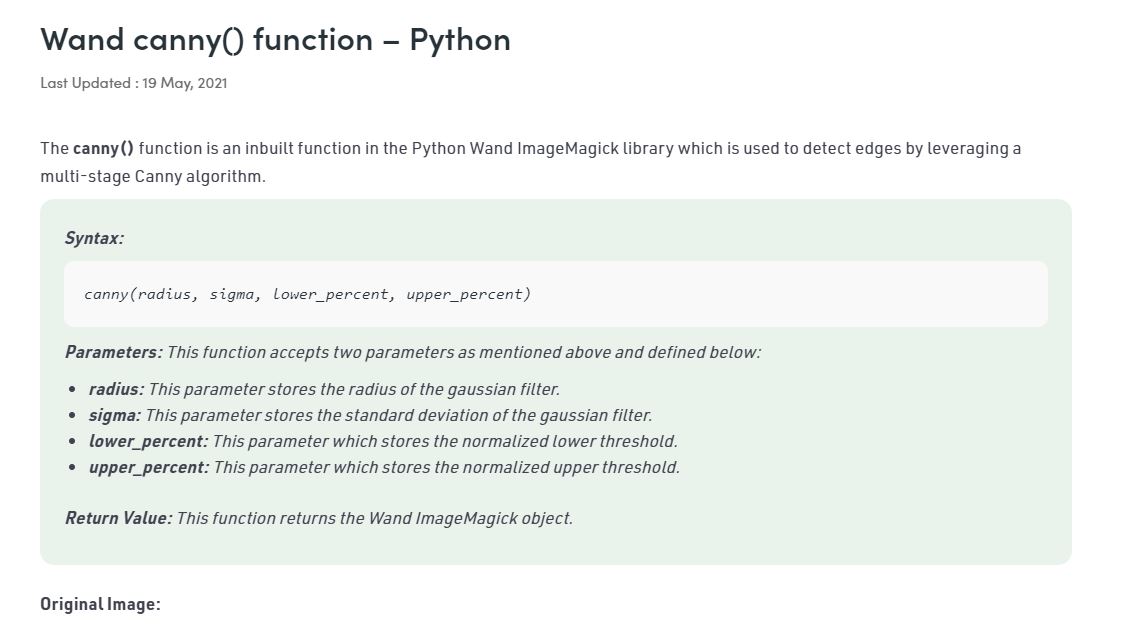 Wand canny() function – Python
Last Updated : 19 May, 2021
The canny() function is an inbuilt function in the Python Wand ImageMagick library which is used to detect edges by leveraging a
multi-stage Canny algorithm.
Syntax:
canny(radius, sigma, lower_percent, upper_percent)
Parameters: This function accepts two parameters as mentioned above and defined below:
• radius: This parameter stores the radius of the gaussian filter.
• sigma: This parameter stores the standard deviation of the gaussian filter.
• lower_percent: This parameter which stores the normalized lower threshold.
• upper_percent: This parameter which stores the normalized upper threshold.
Return Value: This function returns the Wand ImageMagick object.
Original Image: